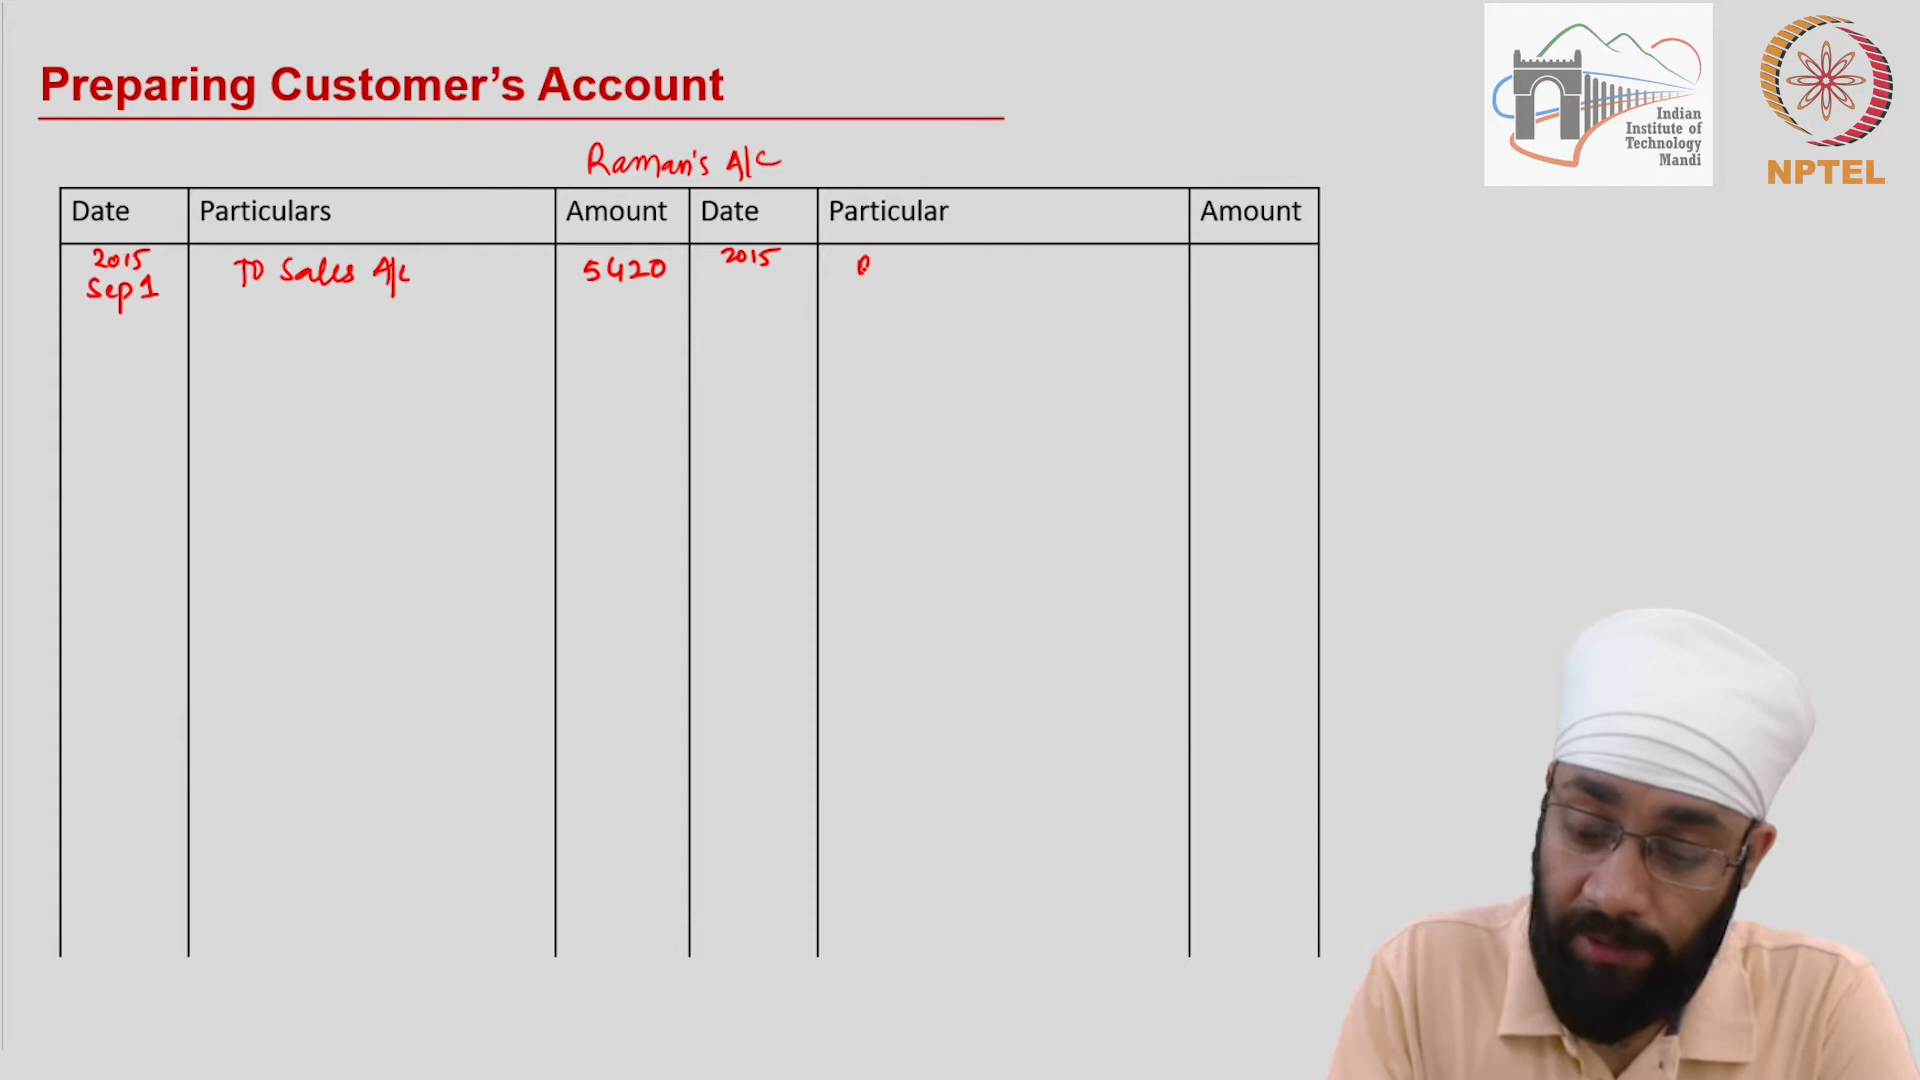 Preparing Customer's Account
Indian
Institute of
Technology
Mandi
NPTEL
Raman's A/C
Date Particulars Amount Date Particular Amount
2015 To Sales A/c 5420 2015
Sep 1